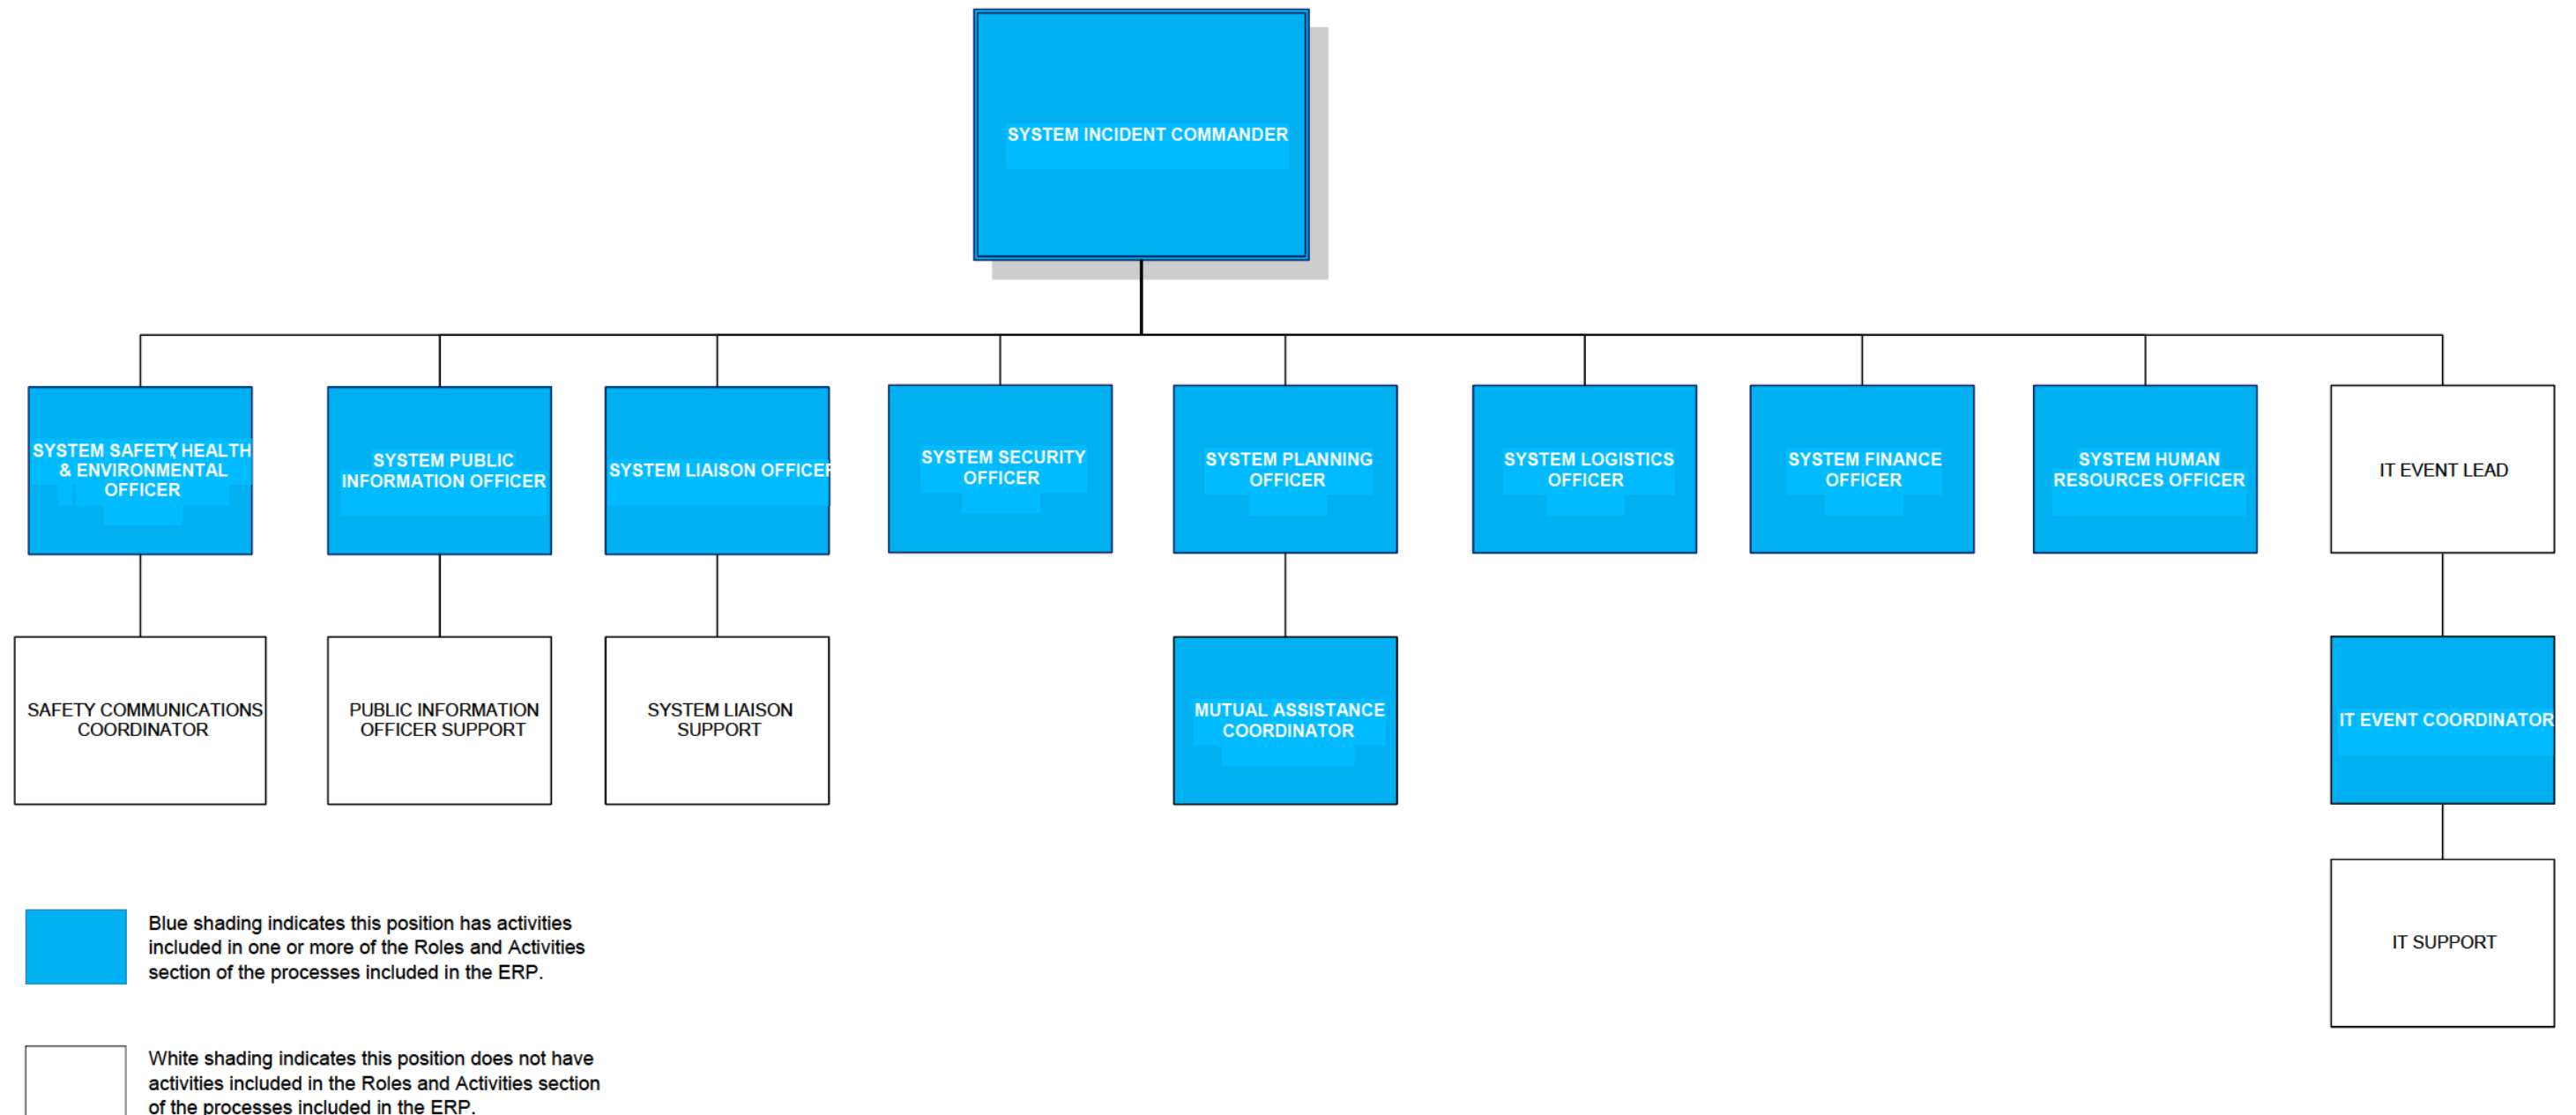 SYSTEM INCIDENT COMMANDER
SYSTEM SAFETY, HEALTH
& ENVIRONMENTAL
OFFICER
SYSTEM PUBLIC
INFORMATION OFFICER
SYSTEM LIAISON OFFICER
SYSTEM SECURITY
OFFICER
SYSTEM PLANNING
OFFICER
SYSTEM LOGISTICS
OFFICER
SYSTEM FINANCE
OFFICER
SYSTEM HUMAN
RESOURCES OFFICER
IT EVENT LEAD
SAFETY COMMUNICATIONS
COORDINATOR
PUBLIC INFORMATION
OFFICER SUPPORT
SYSTEM LIAISON
SUPPORT
MUTUAL ASSISTANCE
COORDINATOR
IT EVENT COORDINATOR
IT SUPPORT
Blue shading indicates this position has activities
included in one or more of the Roles and Activities
section of the processes included in the ERP.
White shading indicates this position does not have
activities included in the Roles and Activities section
of the processes included in the ERP.